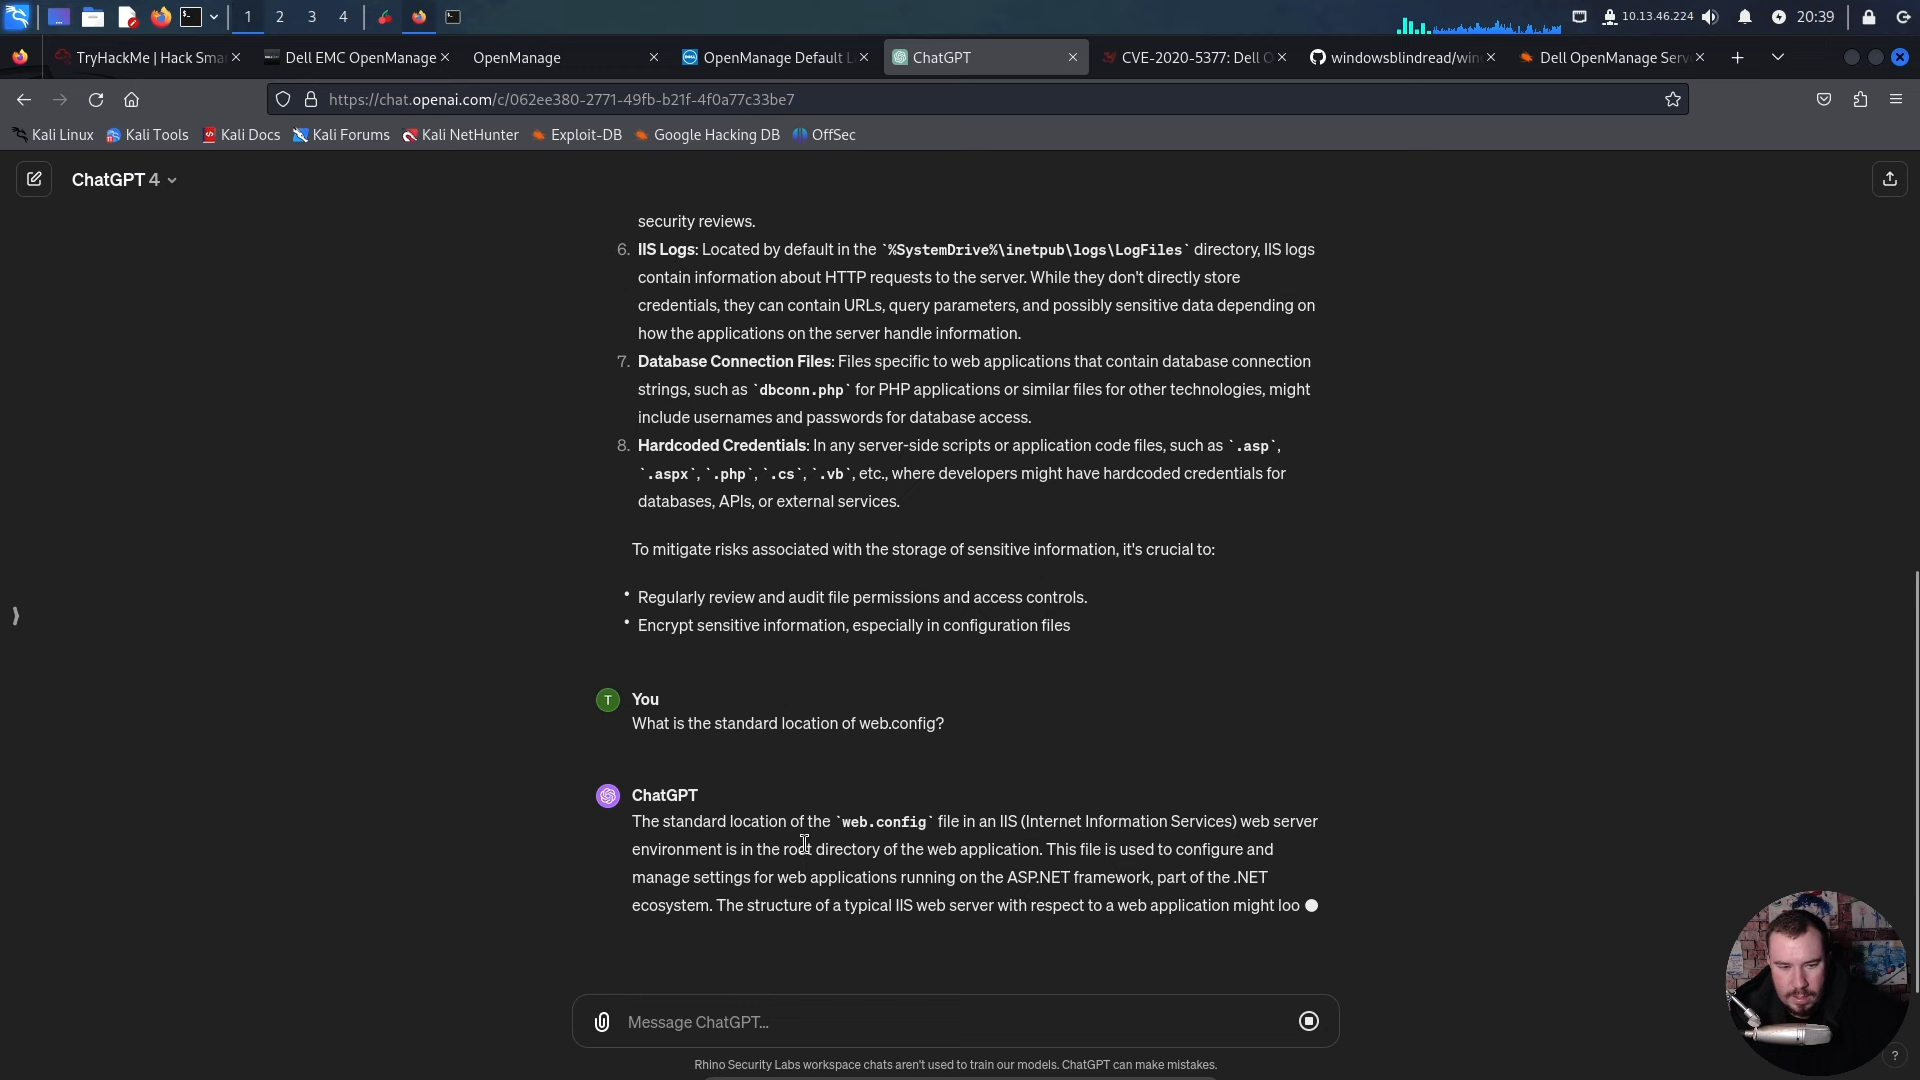 1 2 3 4 10.13.46.224 20:39
TryHackMe | Hack Sma
Dell EMC OpenManage
OpenManage
OpenManage Default L
ChatGPT
CVE-2020-5377: Dell O
windowsblindread/win
Dell OpenManage Serv
https://chat.openai.com/c/062ee380-2771-49fb-b21f-4f0a77c33be7
Kali Linux Kali Tools Kali Docs Kali Forums Kali NetHunter Exploit-DB Google Hacking DB OffSec
ChatGPT 4
security reviews.
6. IIS Logs: Located by default in the `%SystemDrive%\inetpub\logs\LogFiles` directory, IIS logs
contain information about HTTP requests to the server. While they don't directly store
credentials, they can contain URLs, query parameters, and possibly sensitive data depending on
how the applications on the server handle information.
7. Database Connection Files: Files specific to web applications that contain database connection
strings, such as `dbconn.php` for PHP applications or similar files for other technologies, might
include usernames and passwords for database access.
8. Hardcoded Credentials: In any server-side scripts or application code files, such as `.asp`,
`.aspx`, `.php`, `.cs`, `.vb`, etc., where developers might have hardcoded credentials for
databases, APIs, or external services.
To mitigate risks associated with the storage of sensitive information, it's crucial to:
• Regularly review and audit file permissions and access controls.
• Encrypt sensitive information, especially in configuration files
T You
What is the standard location of web.config?
ChatGPT
The standard location of the `web.config` file in an IIS (Internet Information Services) web server
environment is in the root directory of the web application. This file is used to configure and
manage settings for web applications running on the ASP.NET framework, part of the .NET
ecosystem. The structure of a typical IIS web server with respect to a web application might loo
Message ChatGPT...
Rhino Security Labs workspace chats aren't used to train our models. ChatGPT can make mistakes.
?